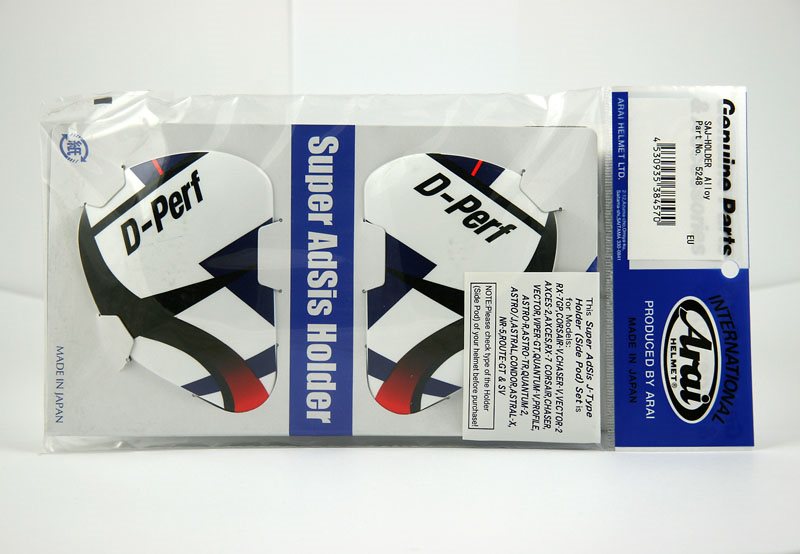 紙
D-Perf
D-Perf
Super AdSis Holder
MADE IN JAPAN
This Super AdSis J-Type
Holder (Side Pod) Set is
for Models:
RX-7GP,CORSAIR-V,CHASER-V,VECTOR-2
AXCES-2,AXCES,RX-7 CORSAIR,CHASER,
VECTOR,VIPER-GT,QUANTUM-V,PROFILE,
ASTRO-R,ASTRO-TR,QUANTUM-2,
ASTRO/J,ASTRAL,CONDOR,ASTRAL-X,
NR-5,ROUTE-GT & SV
NOTE:Please check type of the Holder
(Side Pod) of your helmet before purchase!
Genuine Parts
SAJ-HOLDER Alloy
Part No. 5248
EU
4530935384570
ARAI HELMET LTD.
INTERNATIONAL
Arai
HELMET®
PRODUCED BY ARAI
MADE IN JAPAN